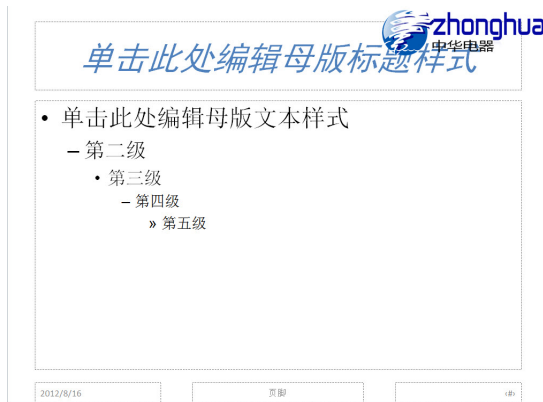 zhonghua
中华电器
单击此处编辑母版标题样式
• 单击此处编辑母版文本样式
– 第二级
• 第三级
– 第四级
» 第五级
2012/8/16 页脚 ‹#›